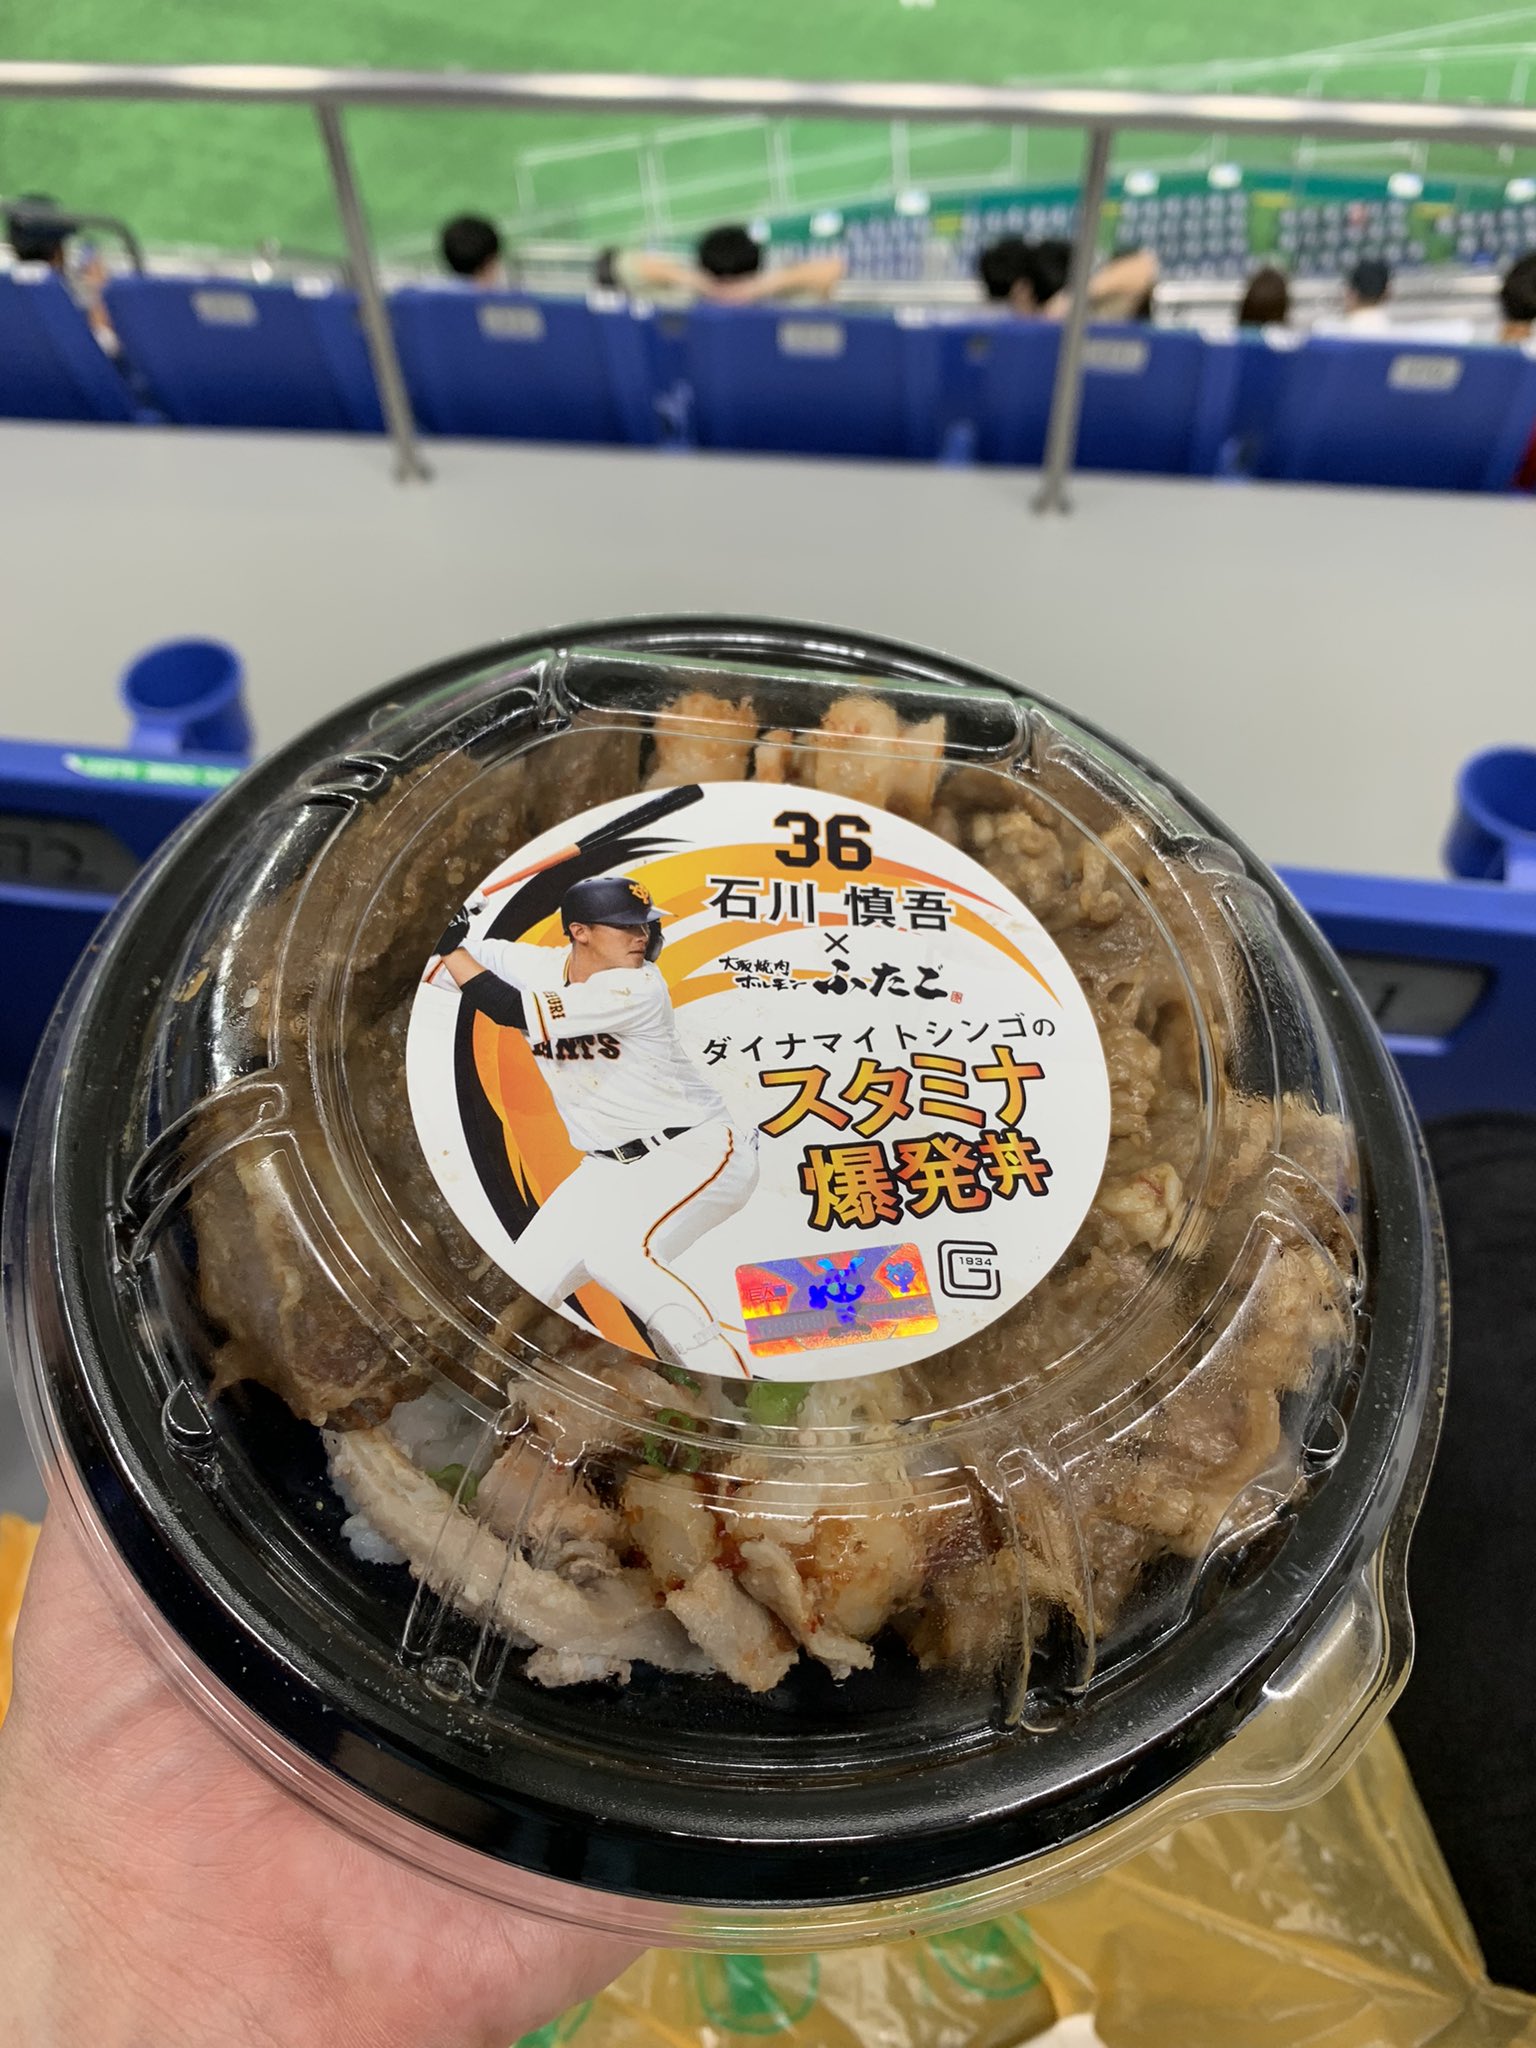 36
石川 慎吾
×
大阪焼肉
ホルモン ふたご
ダイナマイトシンゴの
スタミナ
爆発丼
G
1934